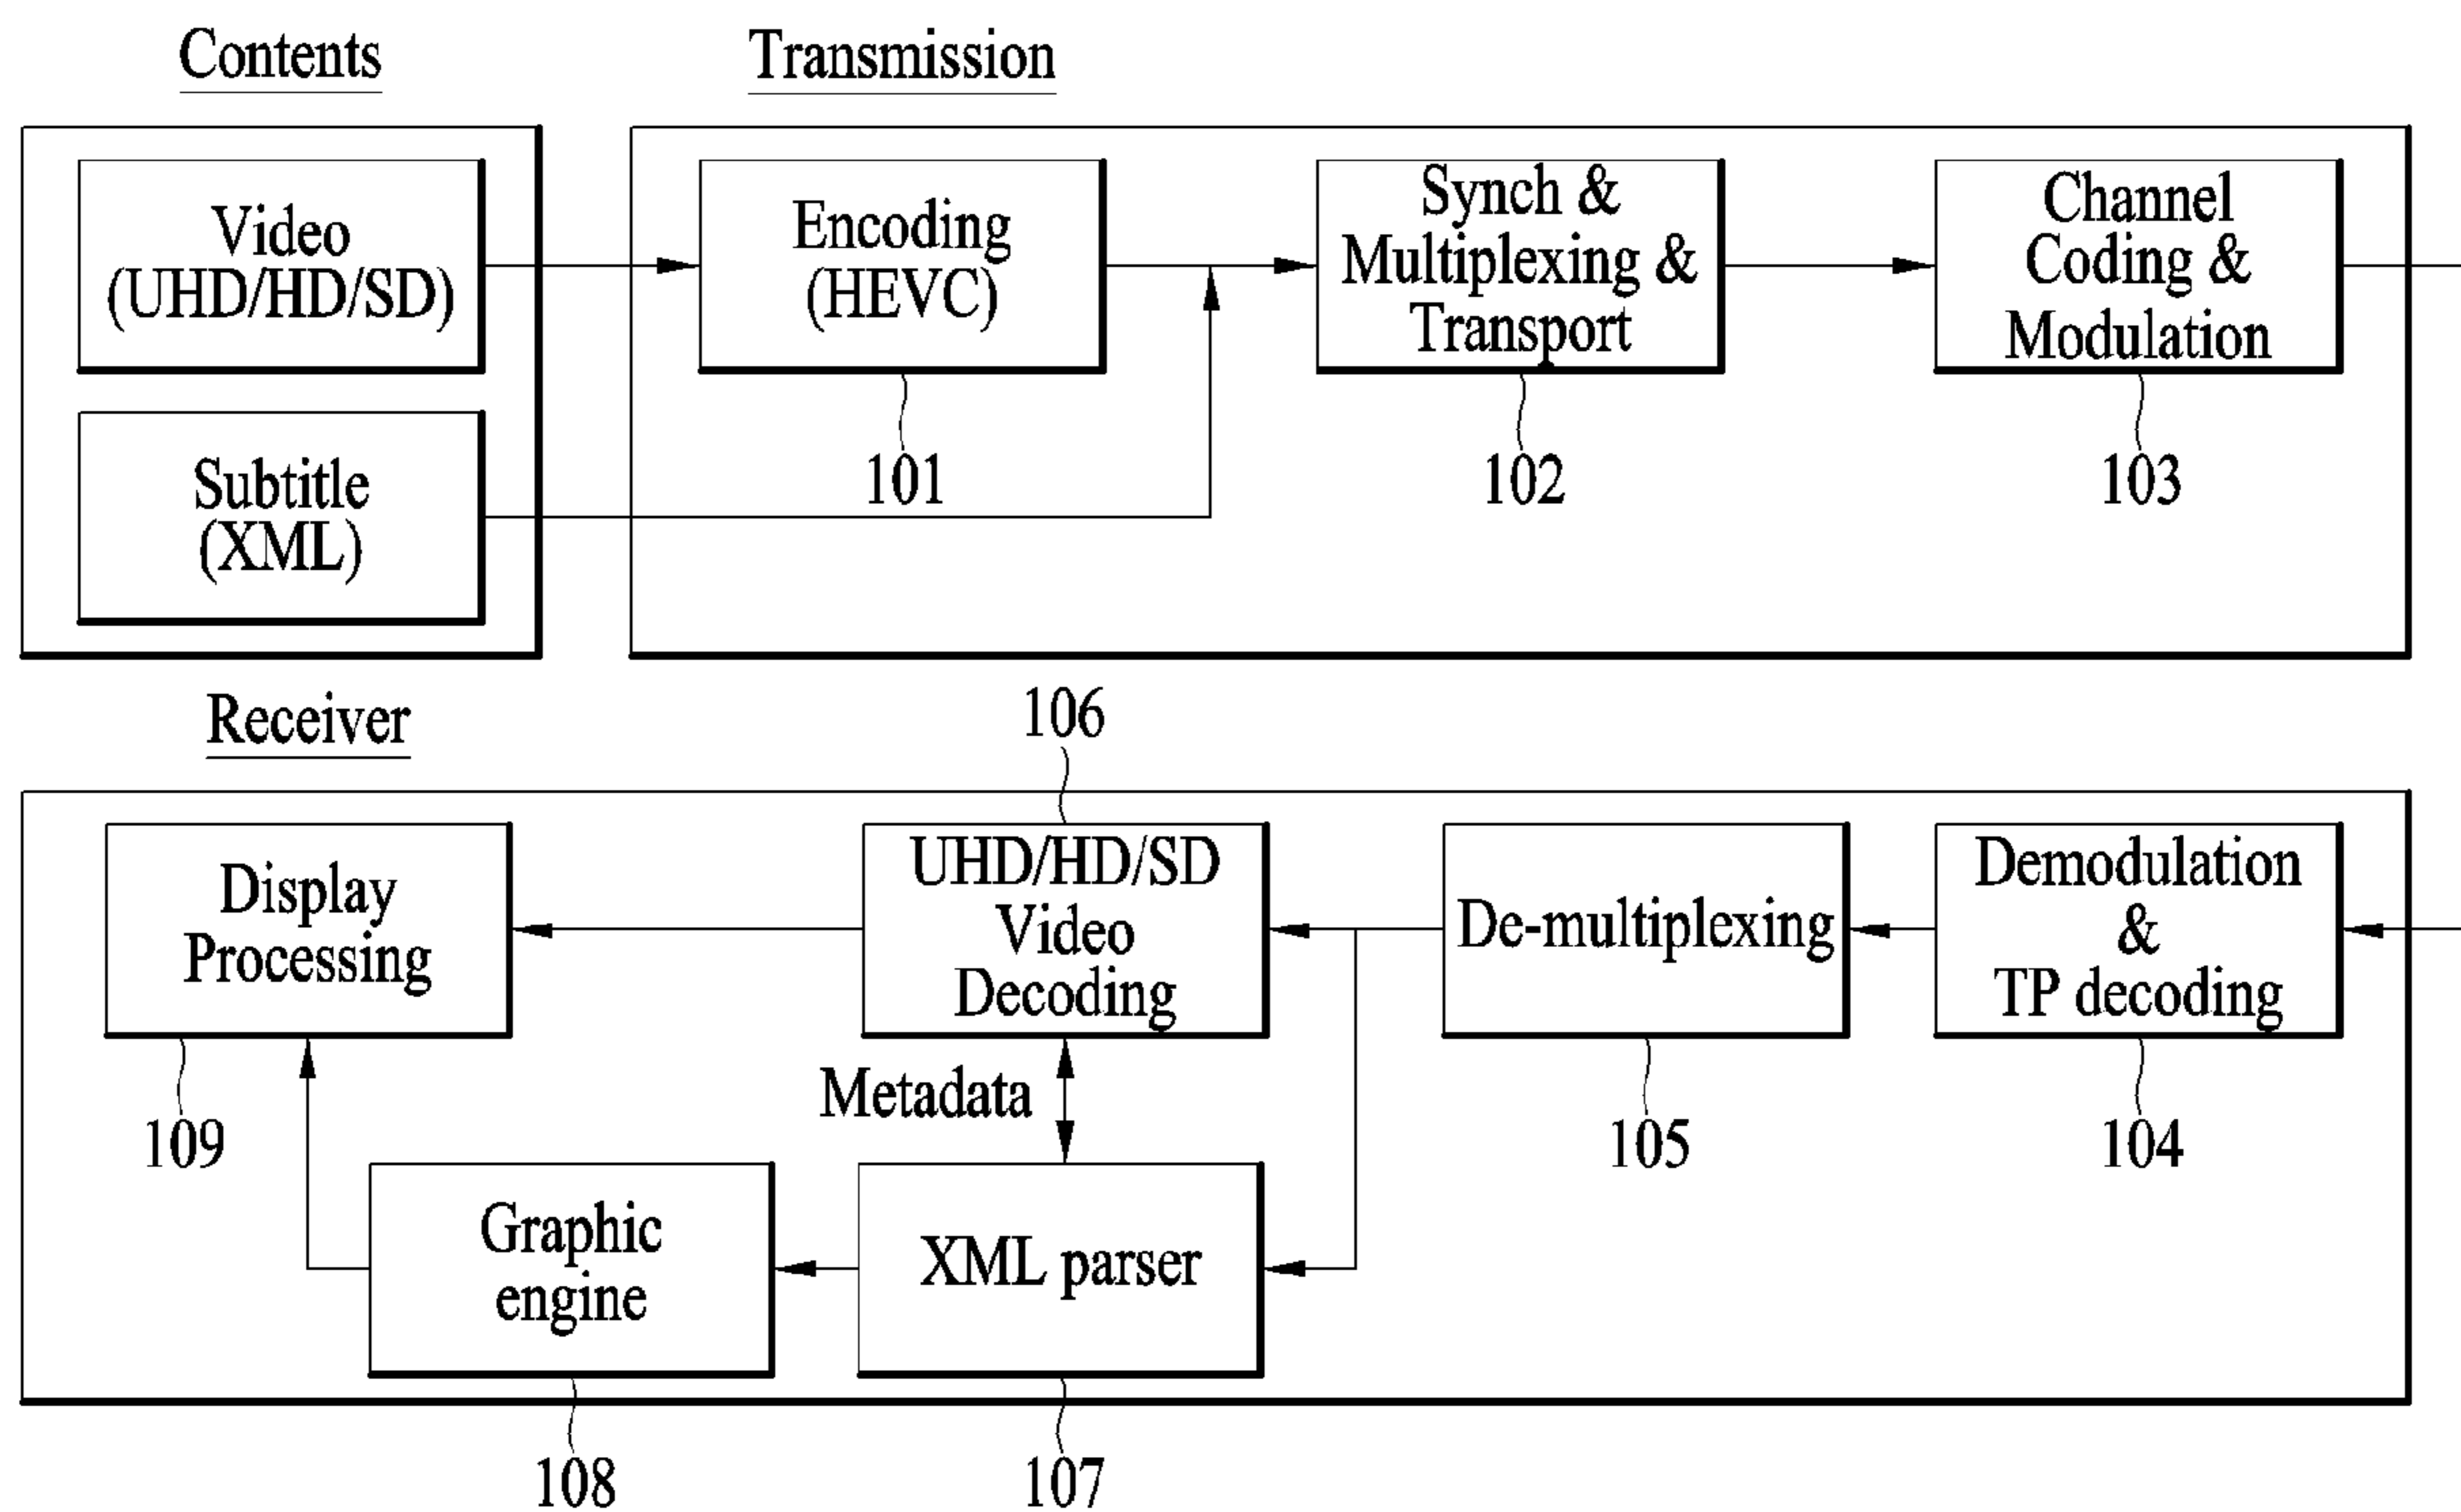 Contents
Transmission
Video
(UHD/HD/SD)
Encoding
(HEVC)
Synch &
Multiplexing &
Transport
Channel
Coding &
Modulation
101
102
103
Subtitle
(XML)
Receiver
106
Display
Processing
UHD/HD/SD
Video
Decoding
De-multiplexing
Demodulation
&
TP decoding
Metadata
109
105
104
Graphic
engine
XML parser
108
107